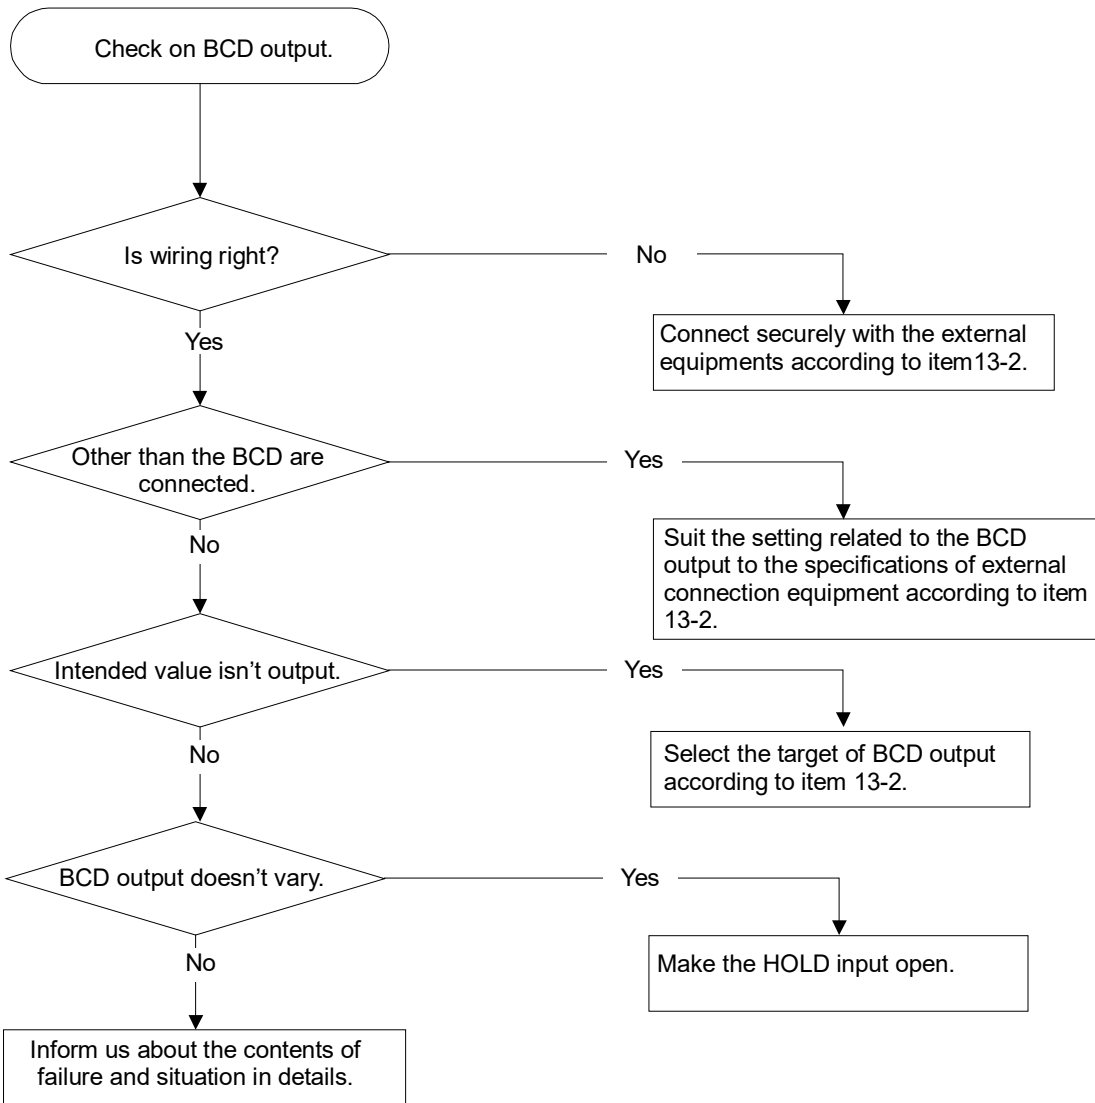 Check on BCD output.
Is wiring right?
No
Connect securely with the external
equipments according to item13-2.
Yes
Other than the BCD are
connected.
Yes
Suit the setting related to the BCD
output to the specifications of external
connection equipment according to item
13-2.
No
Intended value isn't output.
Yes
Select the target of BCD output
according to item 13-2.
No
BCD output doesn't vary.
Yes
Make the HOLD input open.
No
Inform us about the contents of
failure and situation in details.